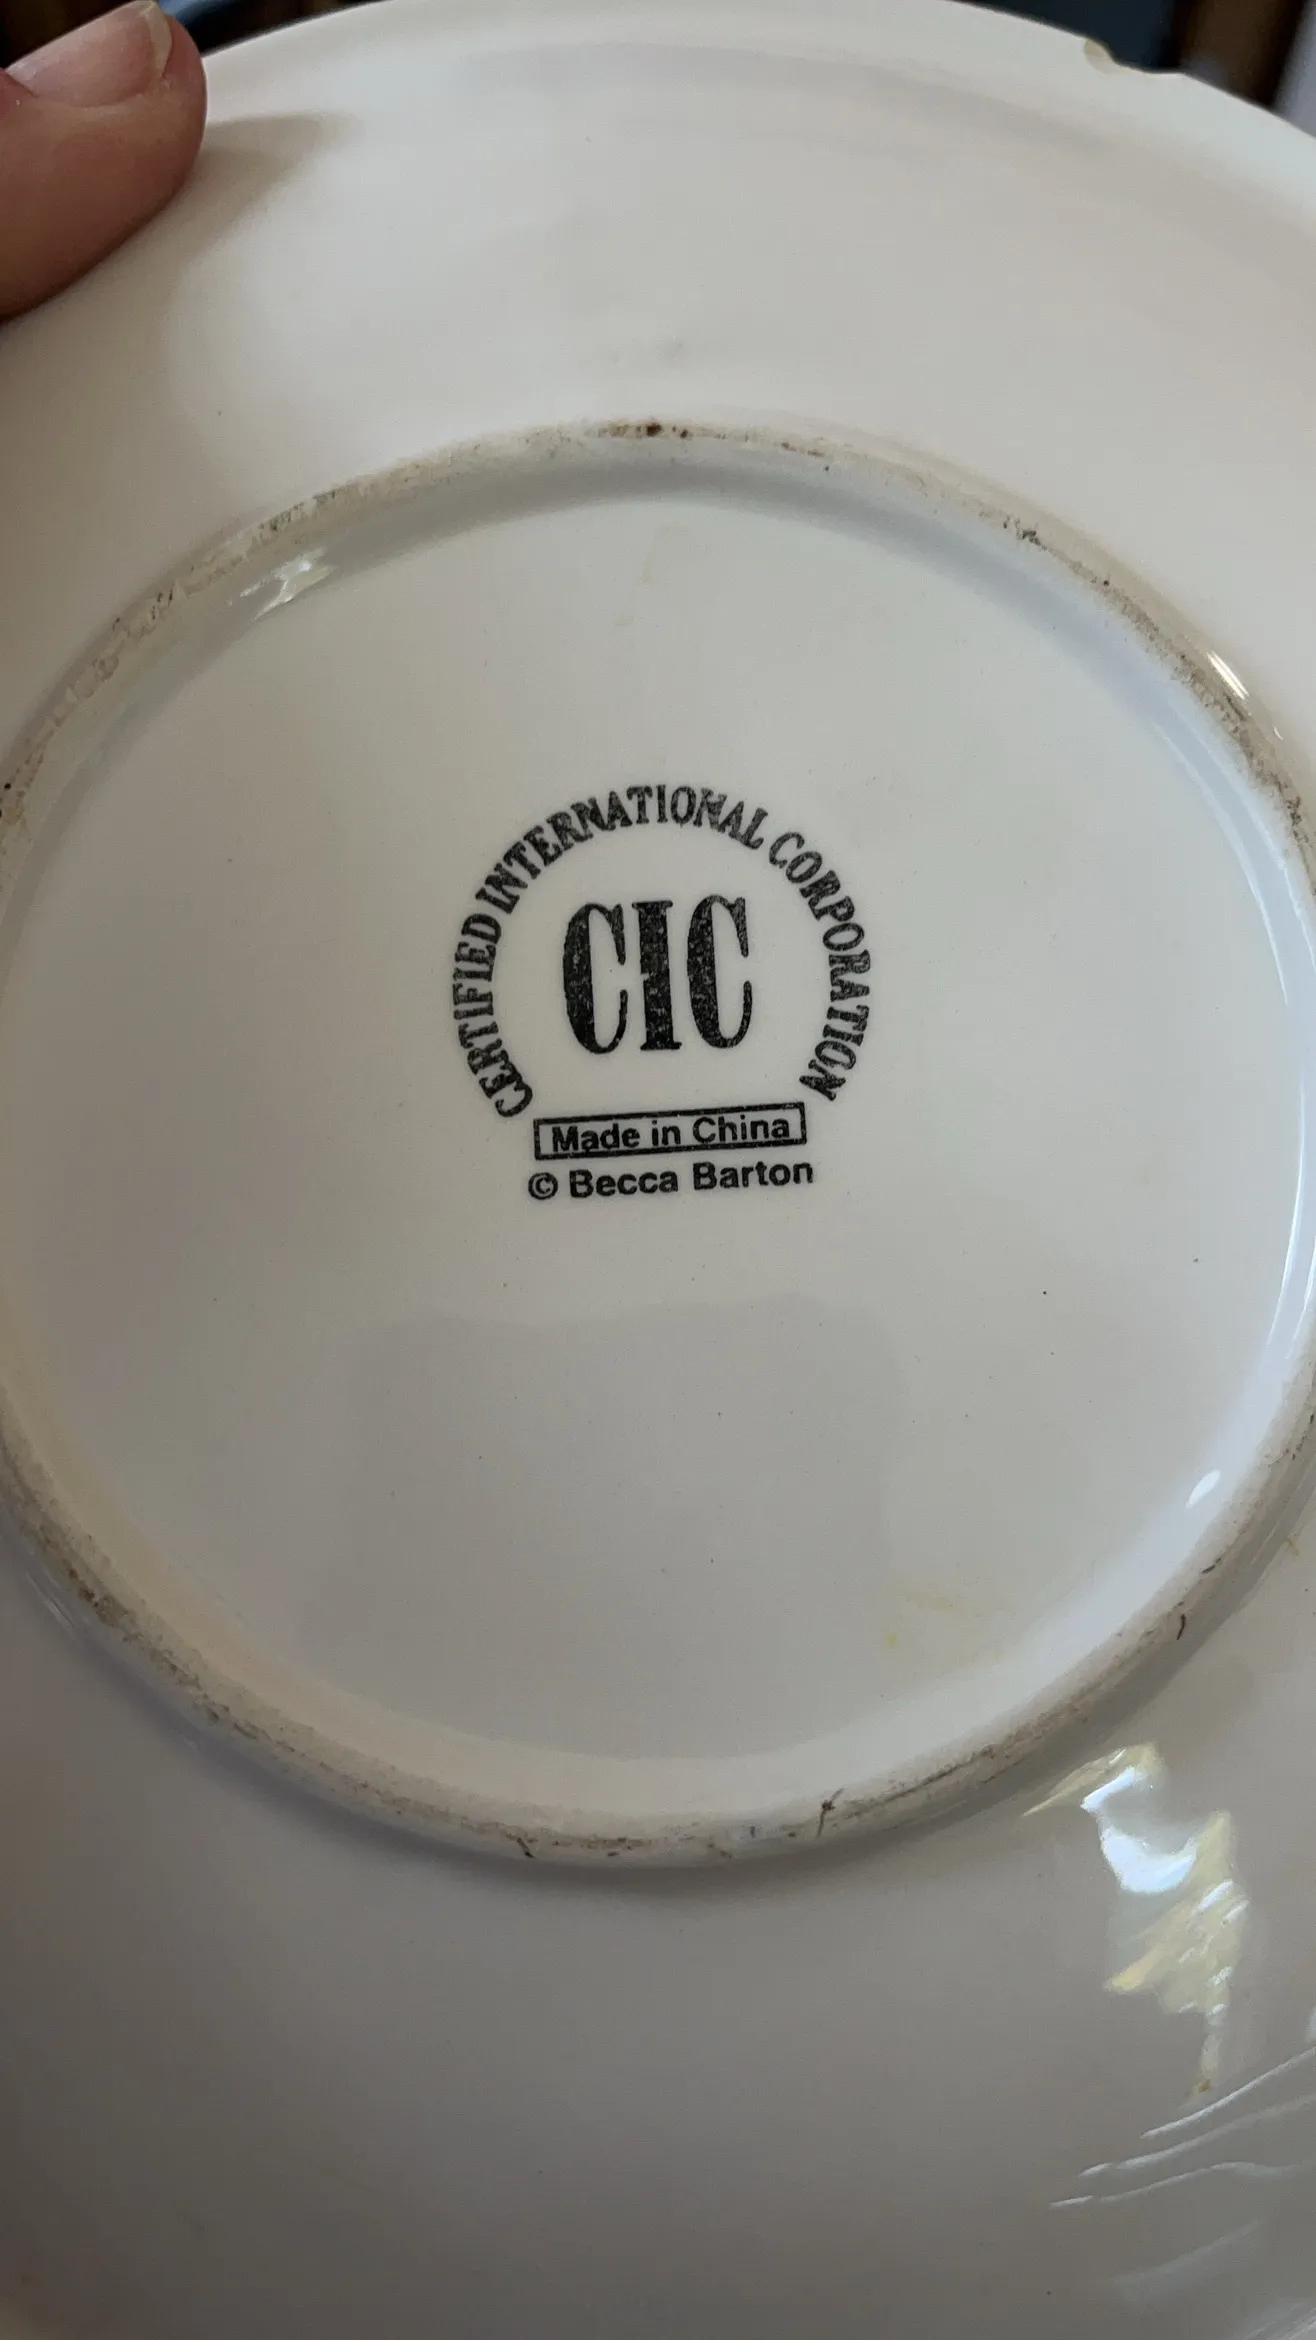 CERTIFIED INTERNATIONAL CORPORATION
CIC
Made in China
© Becca Barton